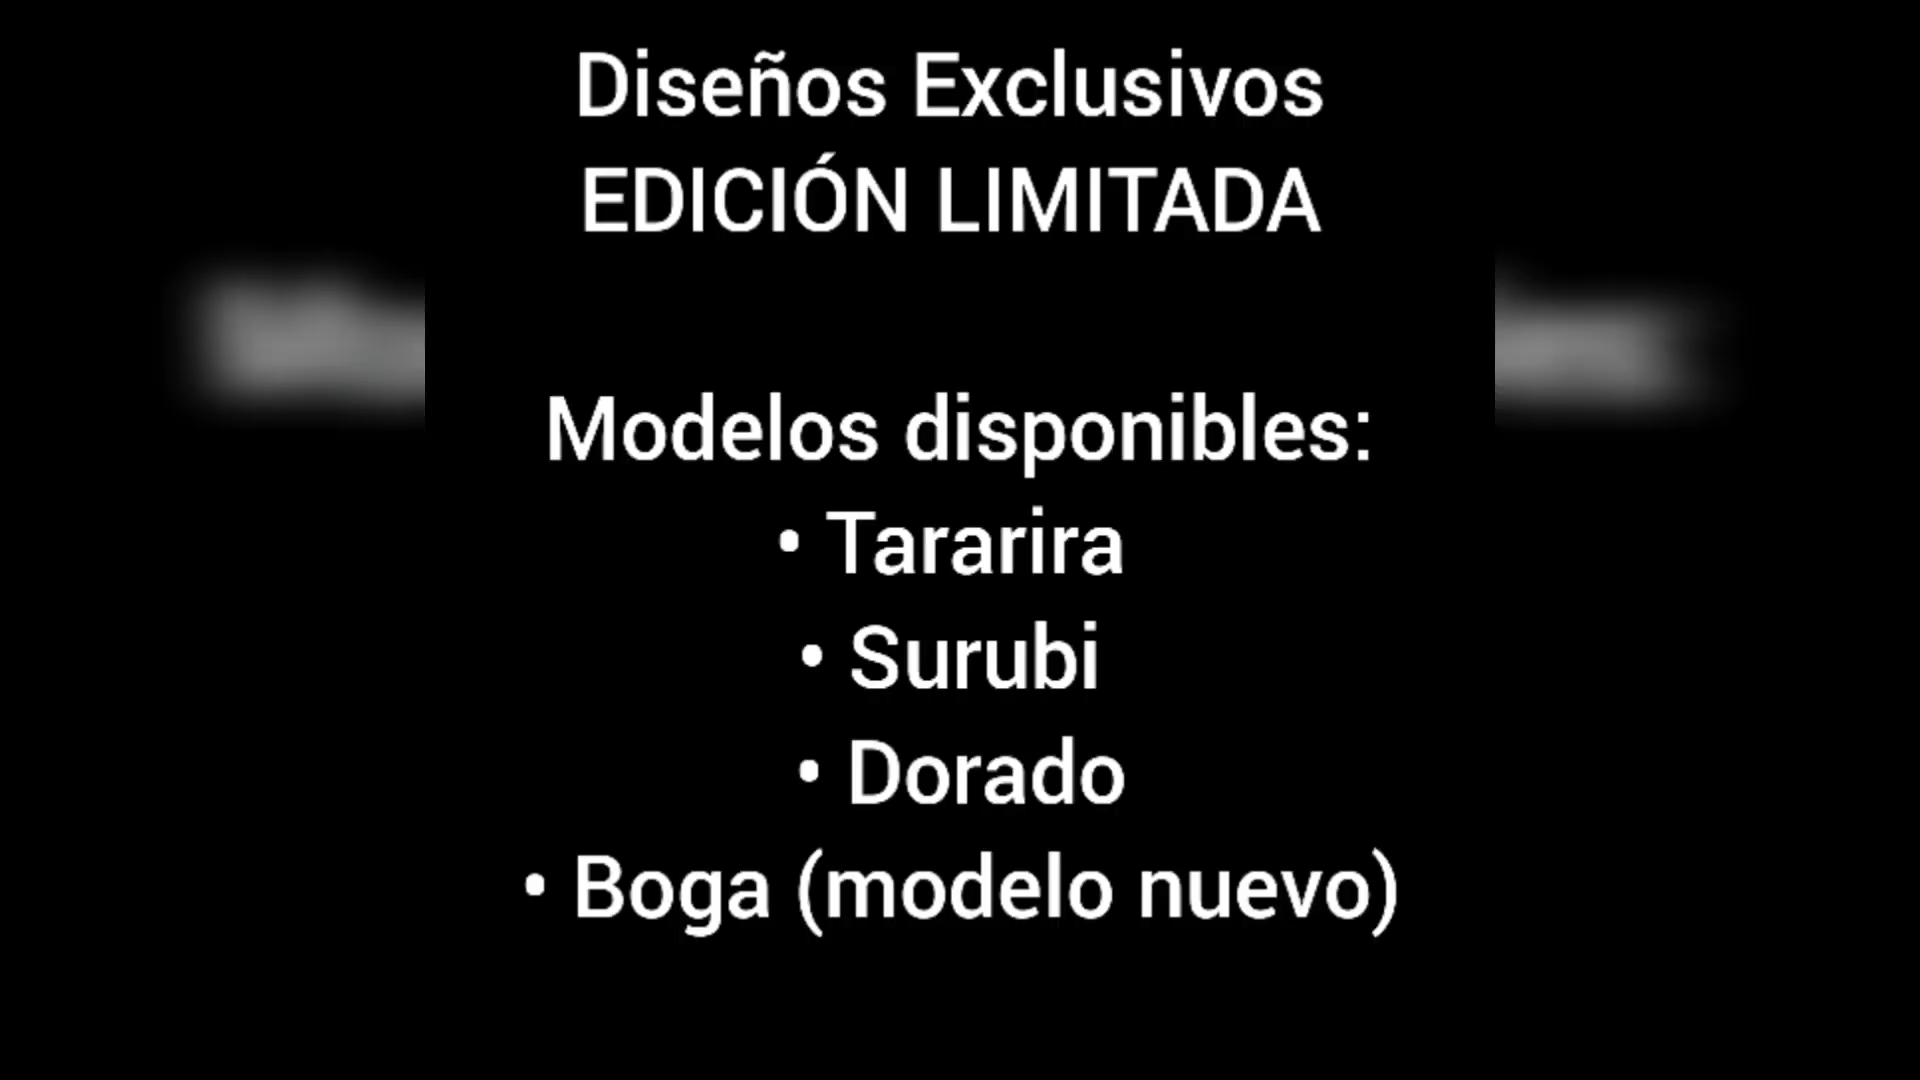 Diseños Exclusivos
EDICIÓN LIMITADA
Modelos disponibles:
• Tararira
• Surubi
• Dorado
• Boga (modelo nuevo)